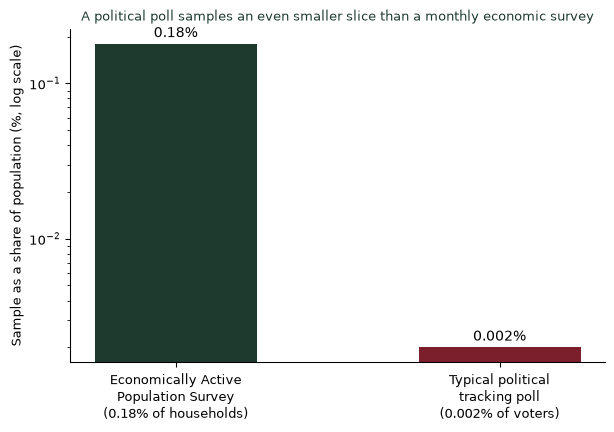 A political poll samples an even smaller slice than a monthly economic survey
Sample as a share of population (%, log scale)
10⁻¹
10⁻²
0.18%
0.002%
Economically Active
Population Survey
(0.18% of households)
Typical political
tracking poll
(0.002% of voters)